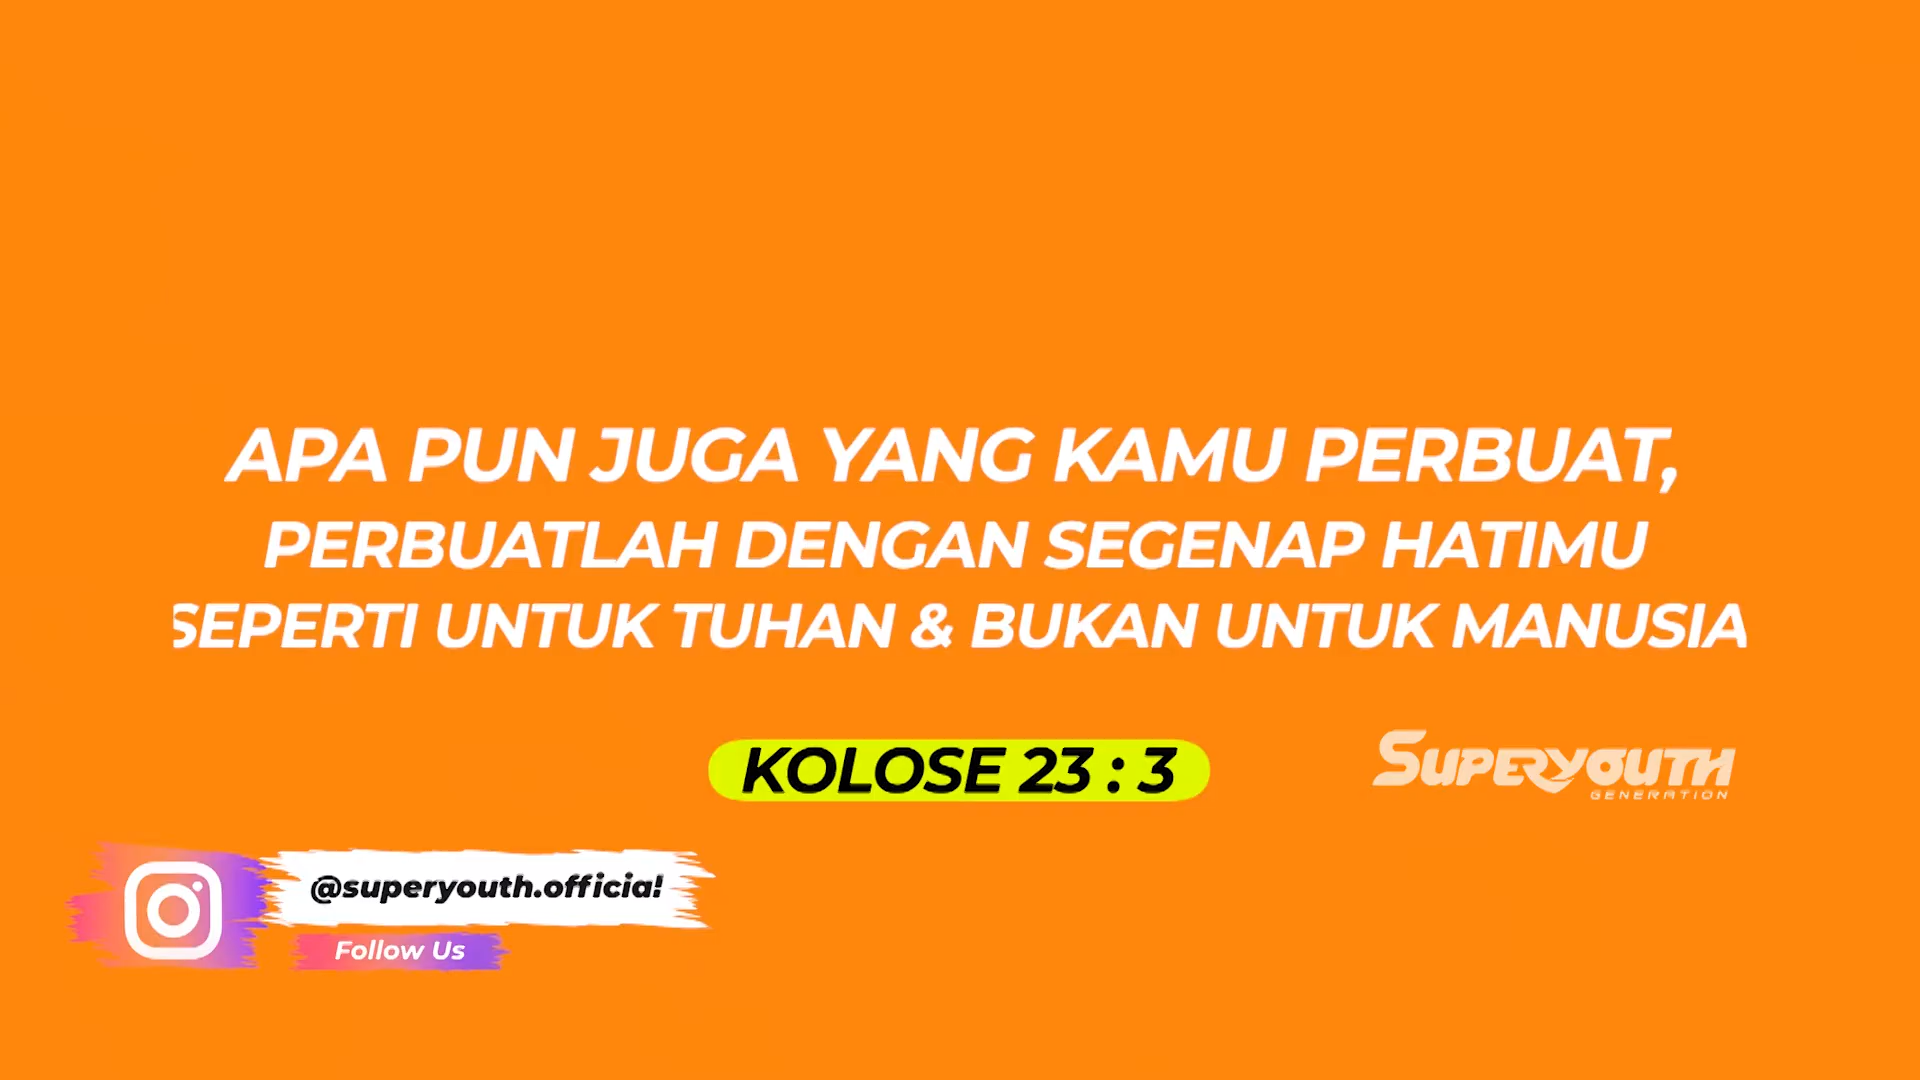 APA PUN JUGA YANG KAMU PERBUAT,
PERBUATLAH DENGAN SEGENAP HATIMU
SEPERTI UNTUK TUHAN & BUKAN UNTUK MANUSIA
KOLOSE 23 : 3
SUPERYOUTH
GENERATION
@superyouth.official
Follow Us